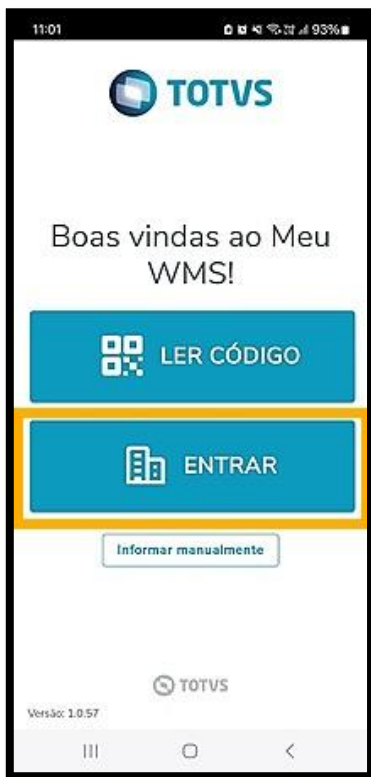 11:01 93%
TOTVS
Boas vindas ao Meu
WMS!
LER CÓDIGO
ENTRAR
Informar manualmente
TOTVS
Versão: 1.0.57